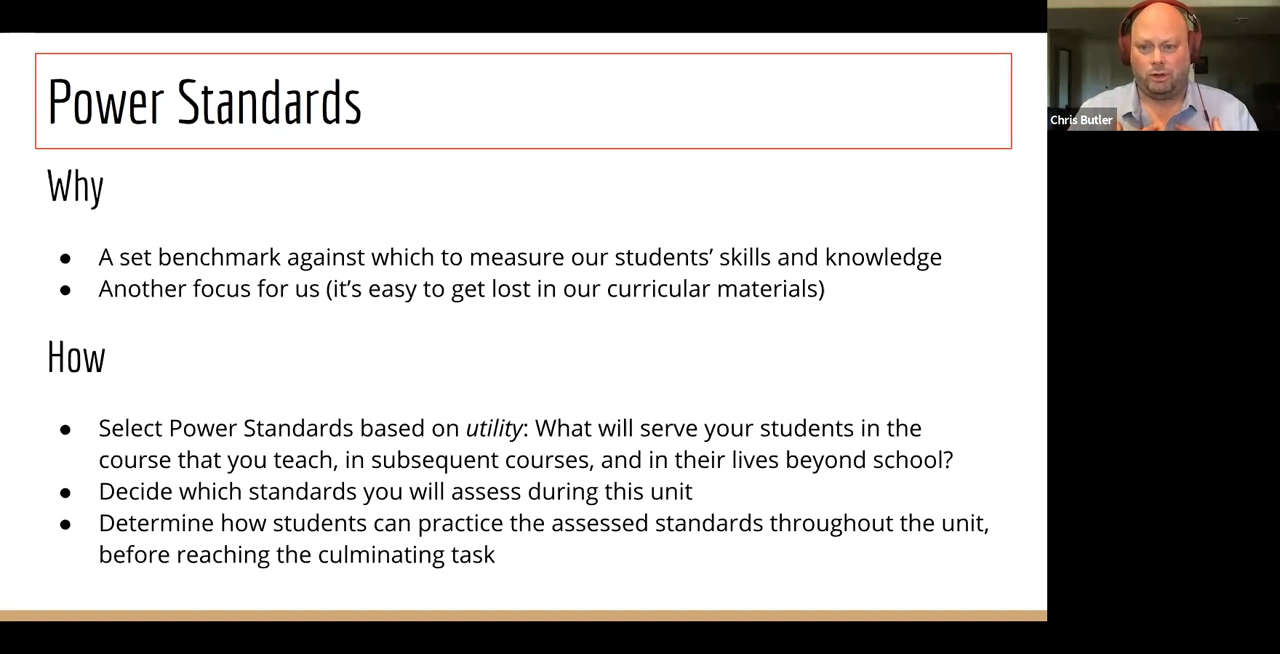 Power Standards
Why
● A set benchmark against which to measure our students’ skills and knowledge
● Another focus for us (it’s easy to get lost in our curricular materials)
How
● Select Power Standards based on utility: What will serve your students in the
course that you teach, in subsequent courses, and in their lives beyond school?
● Decide which standards you will assess during this unit
● Determine how students can practice the assessed standards throughout the unit,
before reaching the culminating task
Chris Butler